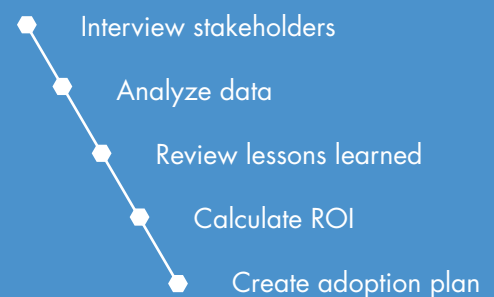 Interview stakeholders
Analyze data
Review lessons learned
Calculate ROI
Create adoption plan